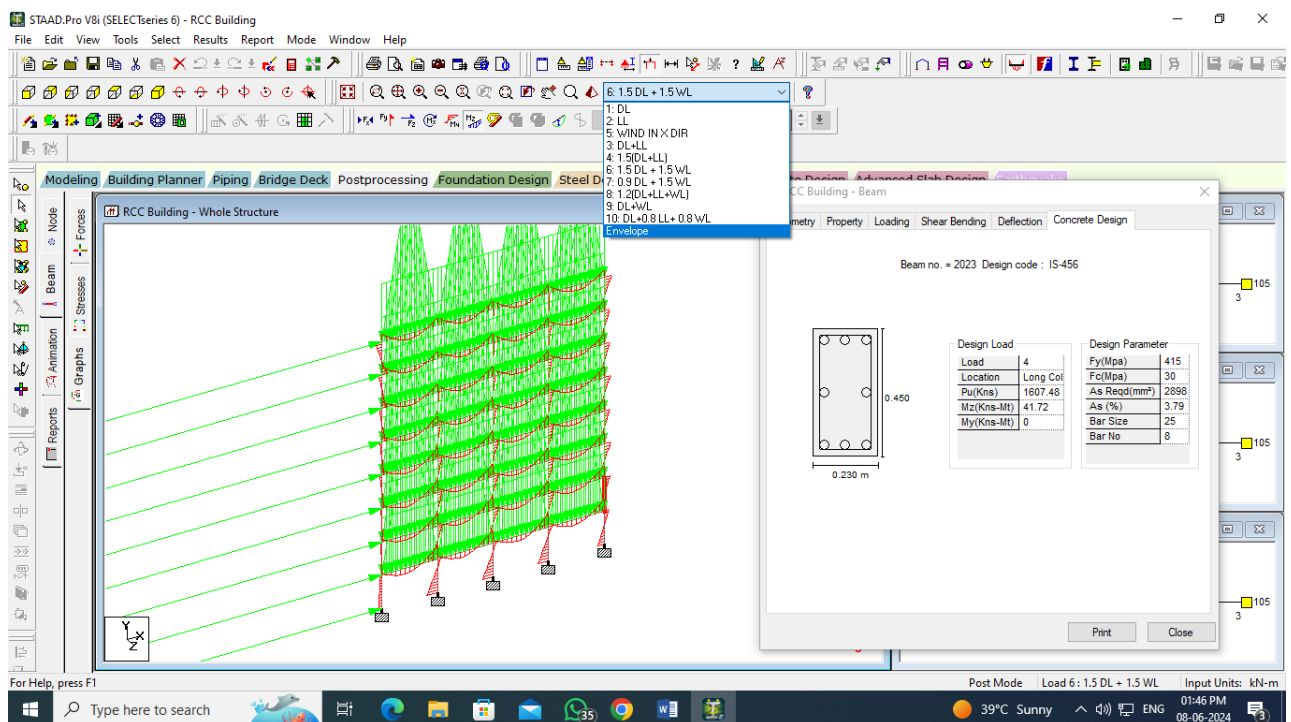 STAAD.Pro V8i (SELECTseries 6) - RCC Building
File Edit View Tools Select Results Report Mode Window Help
6: 1.5 DL + 1.5 WL
1: DL
2: LL
5: WIND IN X DIR
3: DL+LL
4: 1.5(DL+LL)
6: 1.5 DL + 1.5 WL
7: 0.9 DL + 1.5 WL
8: 1.2(DL+LL+WL)
9: DL+WL
10: DL+0.8 LL+ 0.8 WL
Envelope
Modeling Building Planner Piping Bridge Deck Postprocessing Foundation Design Steel D
Node
Beam
Animation
Reports
Forces
Stresses
Graphs
RCC Building - Whole Structure
Y
X
Z
CC Building - Beam
ometry Property Loading Shear Bending Deflection Concrete Design
Beam no. = 2023 Design code : IS-456
0.450
0.230 m
Design Load
Load 4
Location Long Col
Pu(Kns) 1607.48
Mz(Kns-Mt) 41.72
My(Kns-Mt) 0
Design Parameter
Fy(Mpa) 415
Fc(Mpa) 30
As Reqd(mm²) 2898
As (%) 3.79
Bar Size 25
Bar No 8
Print Close
105
3
105
3
105
3
For Help, press F1
Post Mode Load 6 : 1.5 DL + 1.5 WL Input Units: kN-m
Type here to search
35
39°C Sunny
ENG
01:46 PM
08-06-2024
3